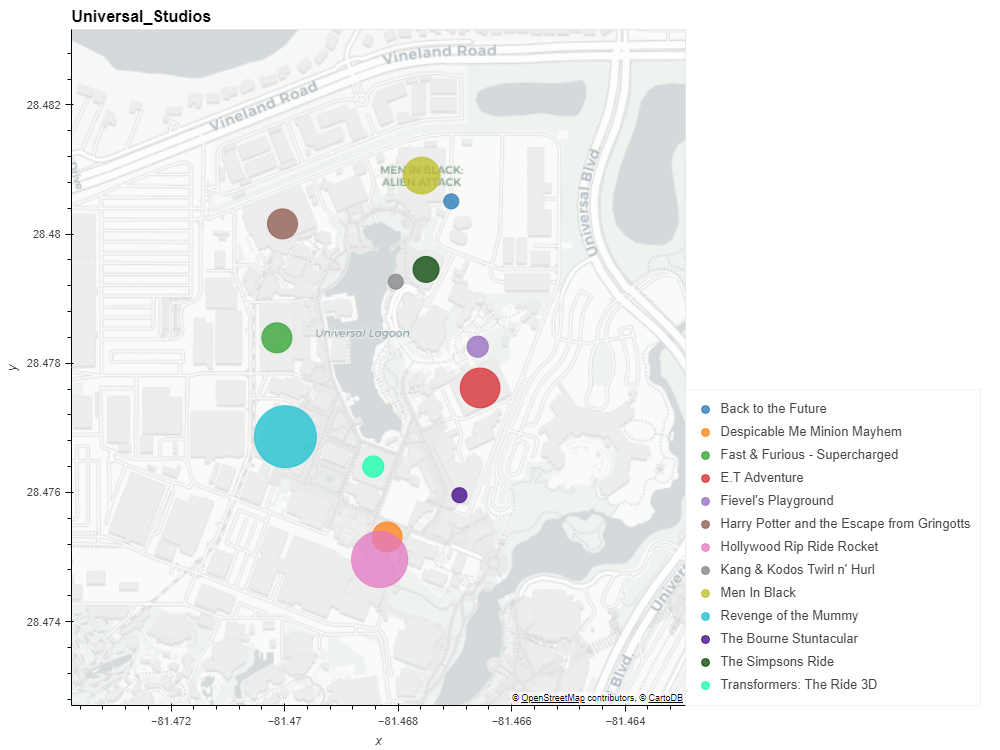 Universal_Studios
Vineland Road
Vineland Road
Universal Blvd.
MEN IN BLACK:
ALIEN ATTACK
Universal Lagoon
28.482
28.48
28.478
28.476
28.474
y
−81.472
−81.47
−81.468
−81.466
−81.464
x
© OpenStreetMap contributors, © CartoDB
Back to the Future
Despicable Me Minion Mayhem
Fast & Furious - Supercharged
E.T Adventure
Fievel's Playground
Harry Potter and the Escape from Gringotts
Hollywood Rip Ride Rocket
Kang & Kodos Twirl n' Hurl
Men In Black
Revenge of the Mummy
The Bourne Stuntacular
The Simpsons Ride
Transformers: The Ride 3D